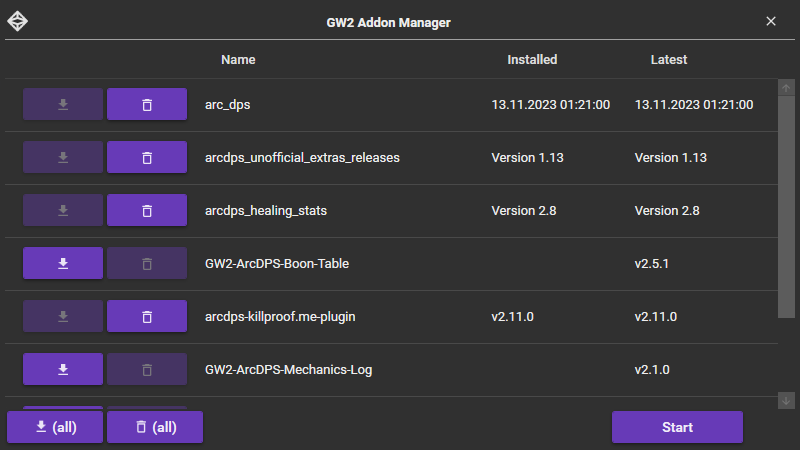 GW2 Addon Manager
Name Installed Latest
arc_dps 13.11.2023 01:21:00 13.11.2023 01:21:00
arcdps_unofficial_extras_releases Version 1.13 Version 1.13
arcdps_healing_stats Version 2.8 Version 2.8
GW2-ArcDPS-Boon-Table v2.5.1
arcdps-killproof.me-plugin v2.11.0 v2.11.0
GW2-ArcDPS-Mechanics-Log v2.1.0
(all) (all) Start